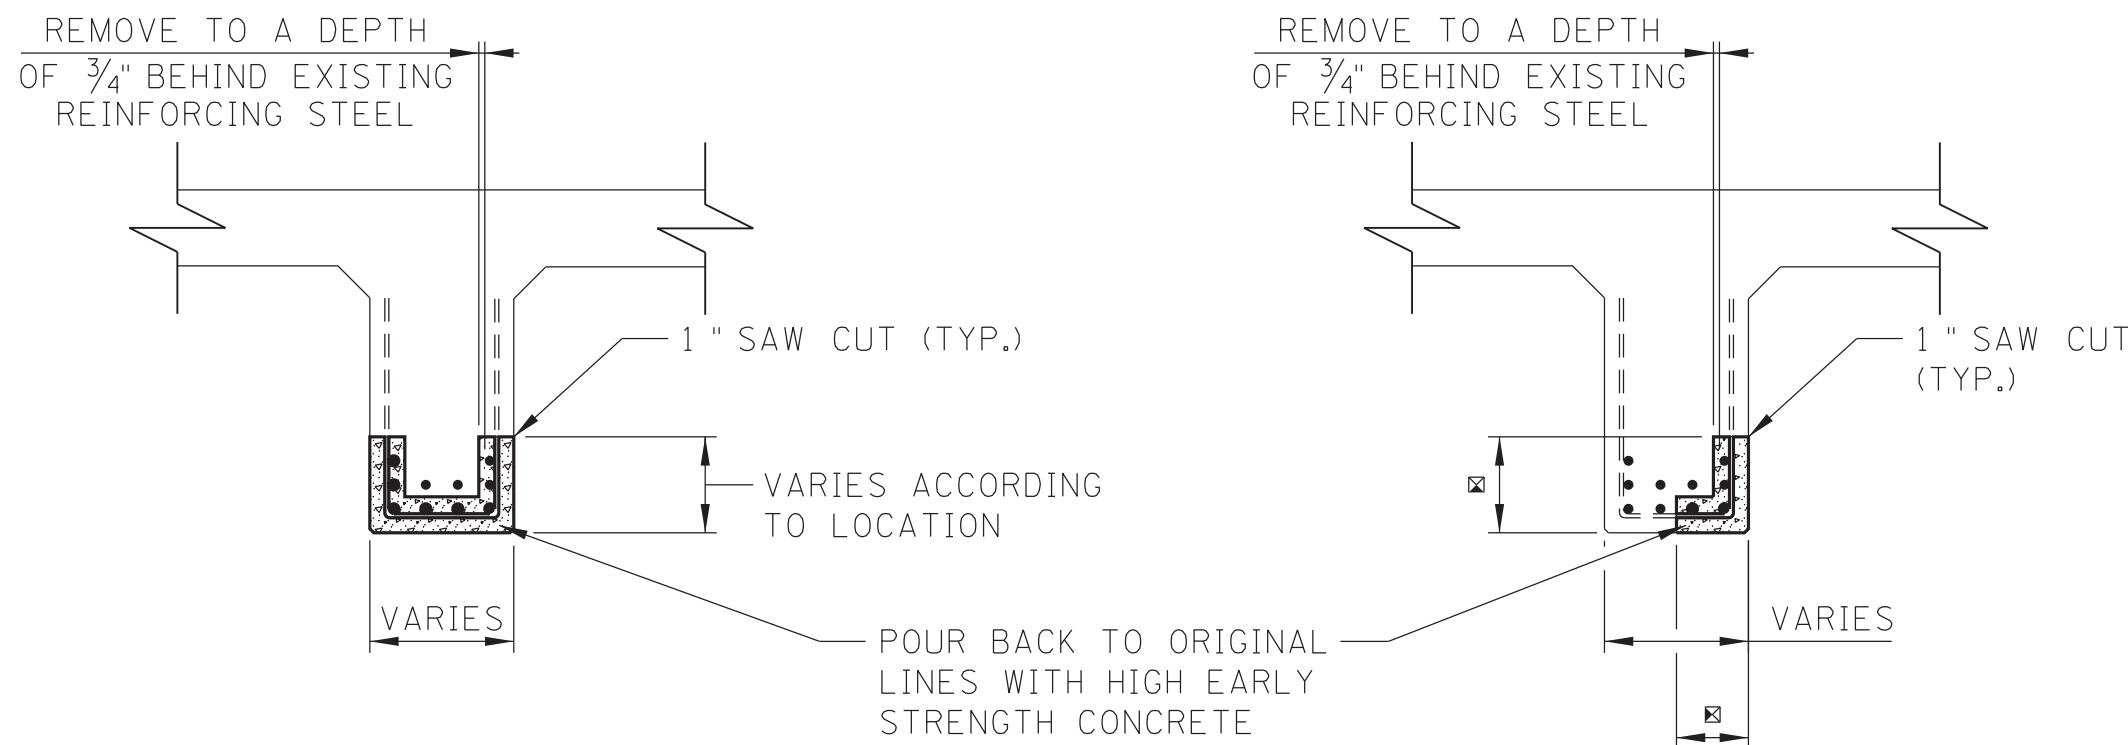 REMOVE TO A DEPTH
OF 3/4" BEHIND EXISTING
REINFORCING STEEL
1" SAW CUT (TYP.)
VARIES ACCORDING
TO LOCATION
VARIES
REMOVE TO A DEPTH
OF 3/4" BEHIND EXISTING
REINFORCING STEEL
1" SAW CUT
(TYP.)
VARIES
POUR BACK TO ORIGINAL
LINES WITH HIGH EARLY
STRENGTH CONCRETE